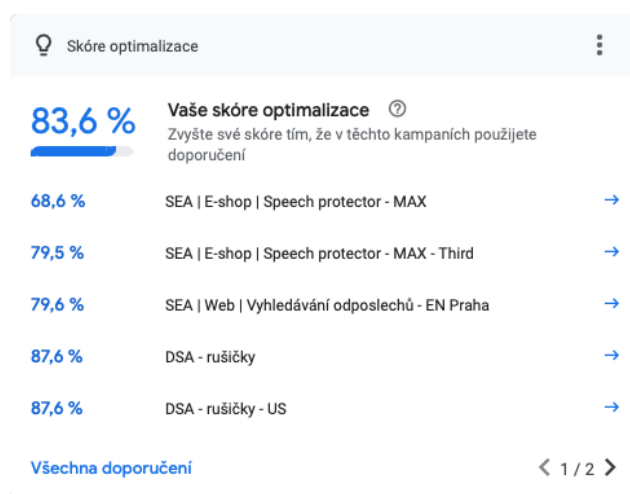 Skóre optimalizace
83,6 %
Vaše skóre optimalizace
Zvyšte své skóre tím, že v těchto kampaních použijete
doporučení
68,6 % SEA | E-shop | Speech protector - MAX
79,5 % SEA | E-shop | Speech protector - MAX - Third
79,6 % SEA | Web | Vyhledávání odposlechů - EN Praha
87,6 % DSA - rušičky
87,6 % DSA - rušičky - US
Všechna doporučení 1 / 2